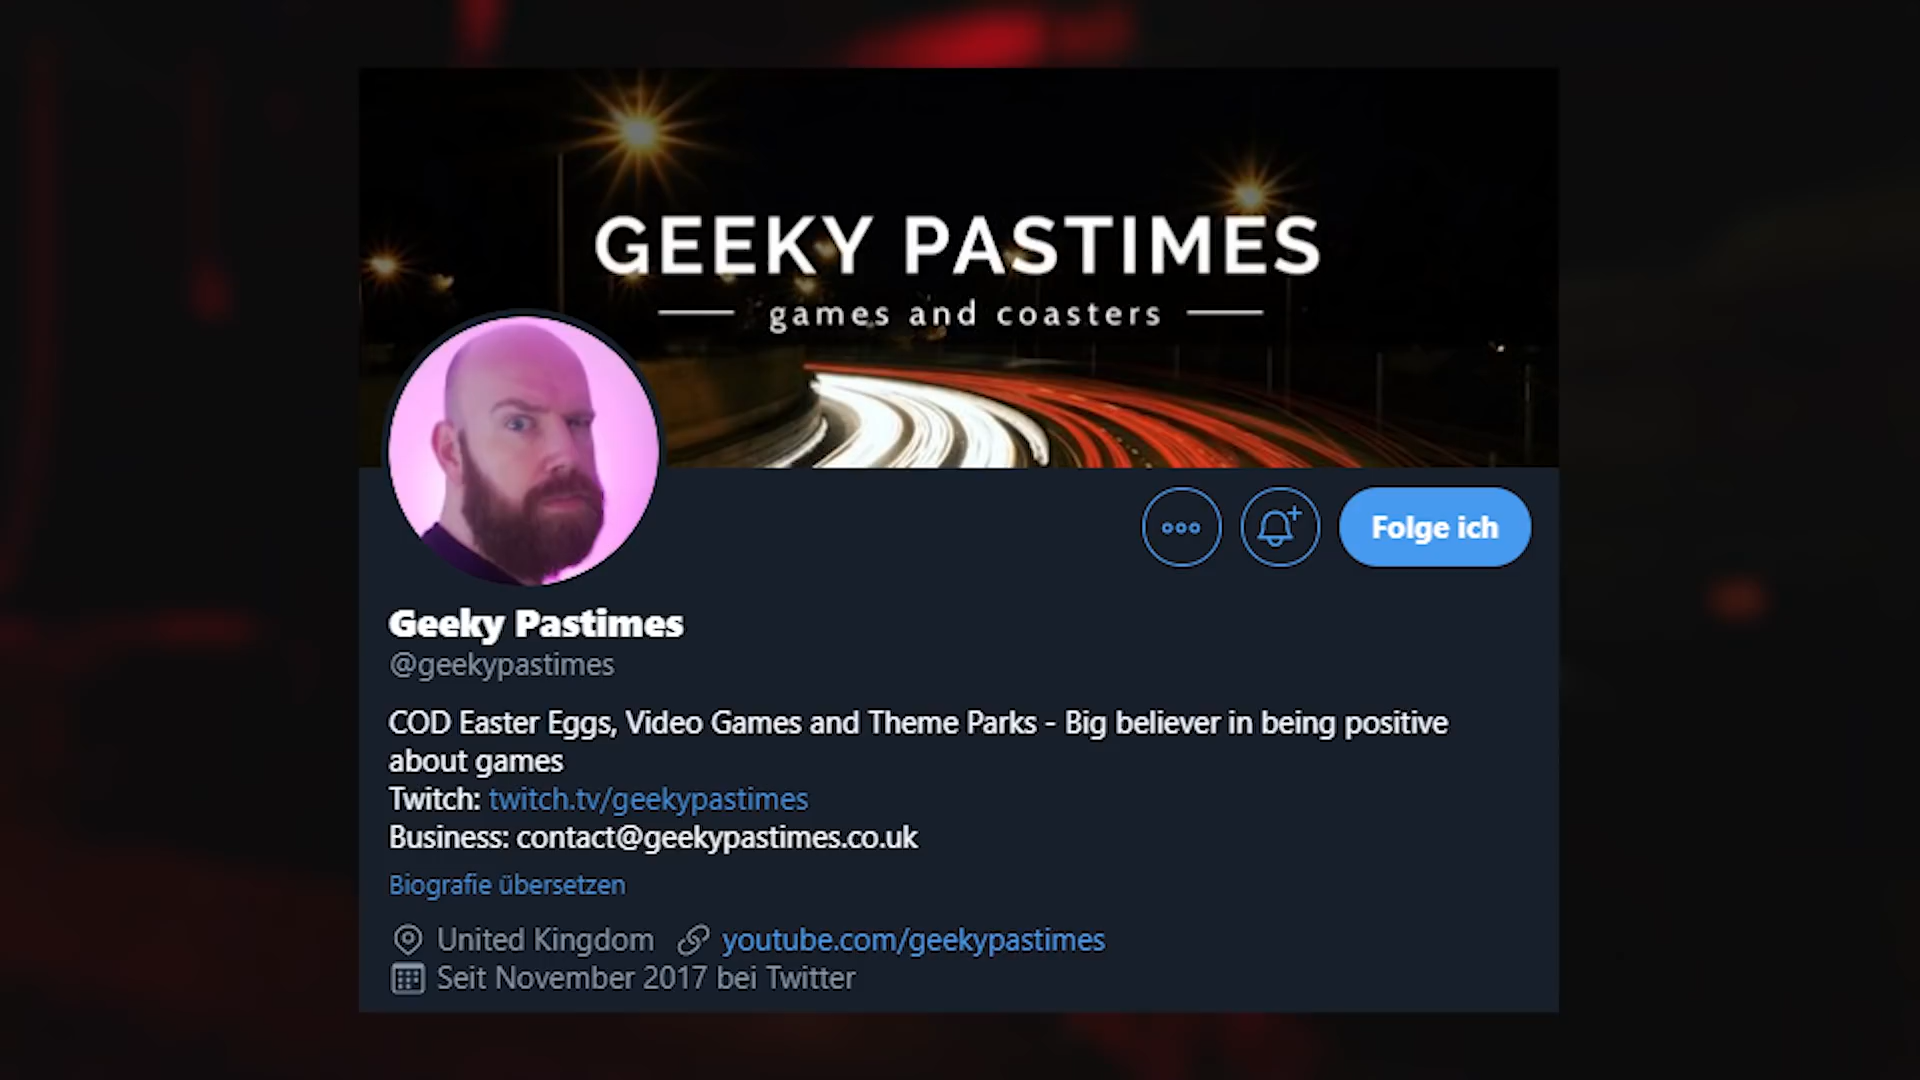 GEEKY PASTIMES
games and coasters
Folge ich
Geeky Pastimes
@geekypastimes
COD Easter Eggs, Video Games and Theme Parks - Big believer in being positive
about games
Twitch: twitch.tv/geekypastimes
Business: contact@geekypastimes.co.uk
Biografie übersetzen
United Kingdom youtube.com/geekypastimes
Seit November 2017 bei Twitter